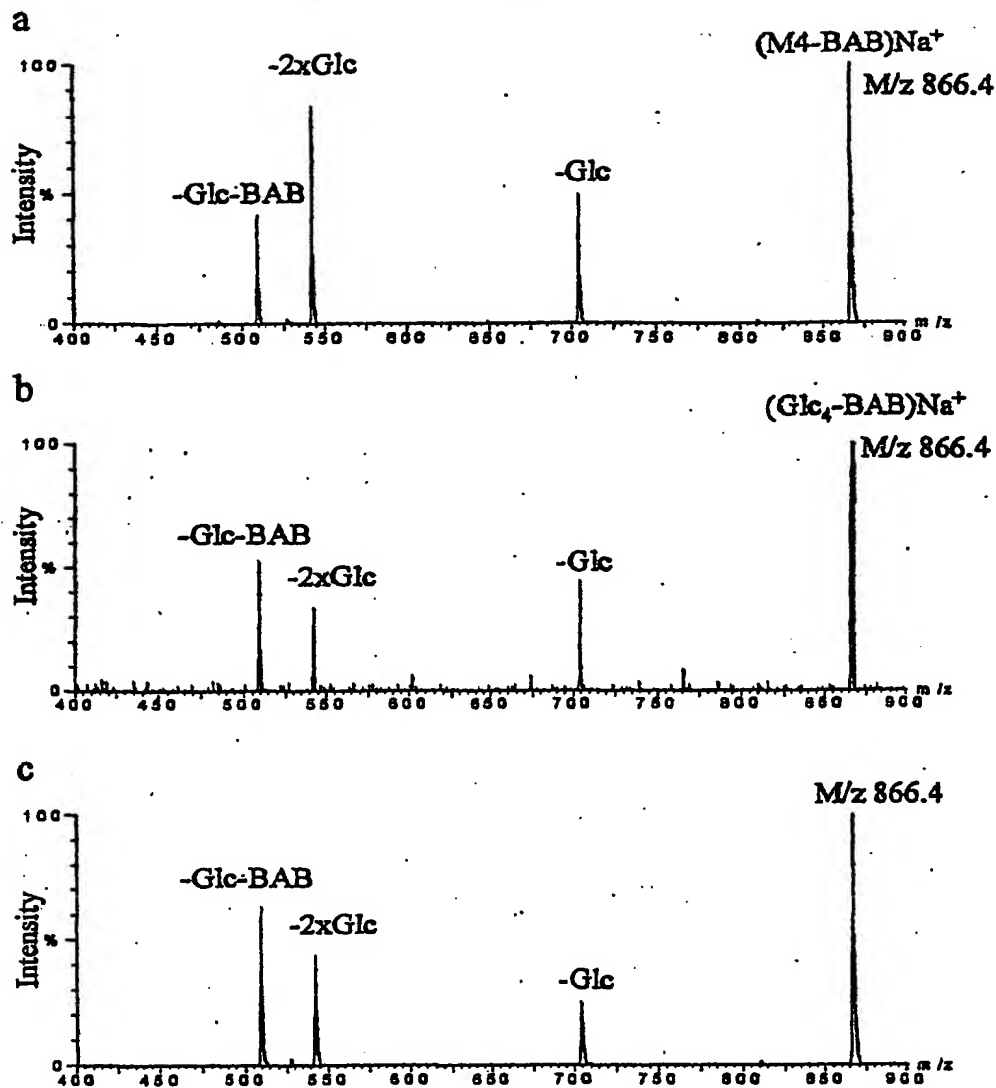 a
(M4-BAB)Na+
M/z 866.4
-2xGlc
-Glc-BAB
-Glc
100
%
0
Intensity
400 450 500 550 600 650 700 750 800 850 900 m/z
b
(Glc₄-BAB)Na+
M/z 866.4
-Glc-BAB
-2xGlc
-Glc
100
%
0
Intensity
400 450 500 550 600 650 700 750 800 850 900 m/z
c
M/z 866.4
-Glc-BAB
-2xGlc
-Glc
100
%
0
Intensity
400 450 500 550 600 650 700 750 800 850 900 m/z